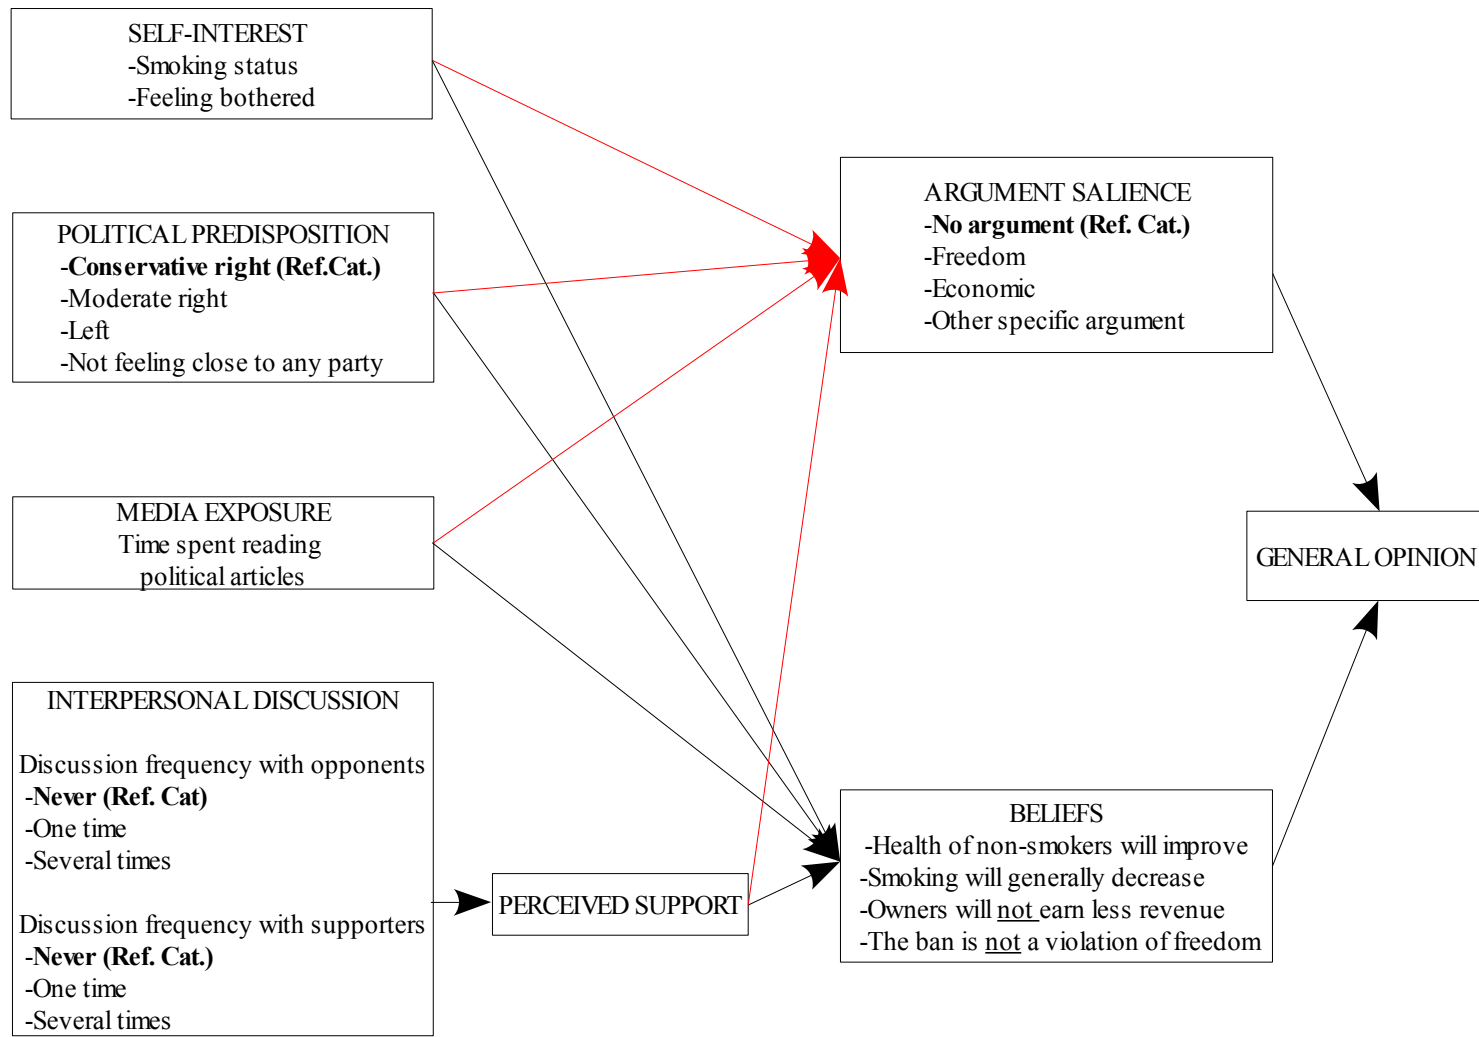 SELF-INTEREST
-Smoking status
-Feeling bothered
POLITICAL PREDISPOSITION
-Conservative right (Ref.Cat.)
-Moderate right
-Left
-Not feeling close to any party
MEDIA EXPOSURE
Time spent reading
political articles
INTERPERSONAL DISCUSSION
Discussion frequency with opponents
-Never (Ref. Cat)
-One time
-Several times
Discussion frequency with supporters
-Never (Ref. Cat.)
-One time
-Several times
PERCEIVED SUPPORT
ARGUMENT SALIENCE
-No argument (Ref. Cat.)
-Freedom
-Economic
-Other specific argument
BELIEFS
-Health of non-smokers will improve
-Smoking will generally decrease
-Owners will not earn less revenue
-The ban is not a violation of freedom
GENERAL OPINION